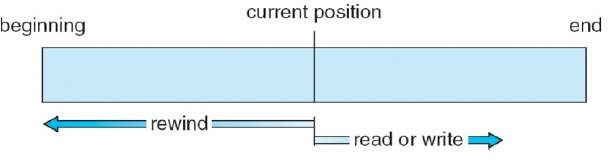 beginning
current position
end
rewind
read or write